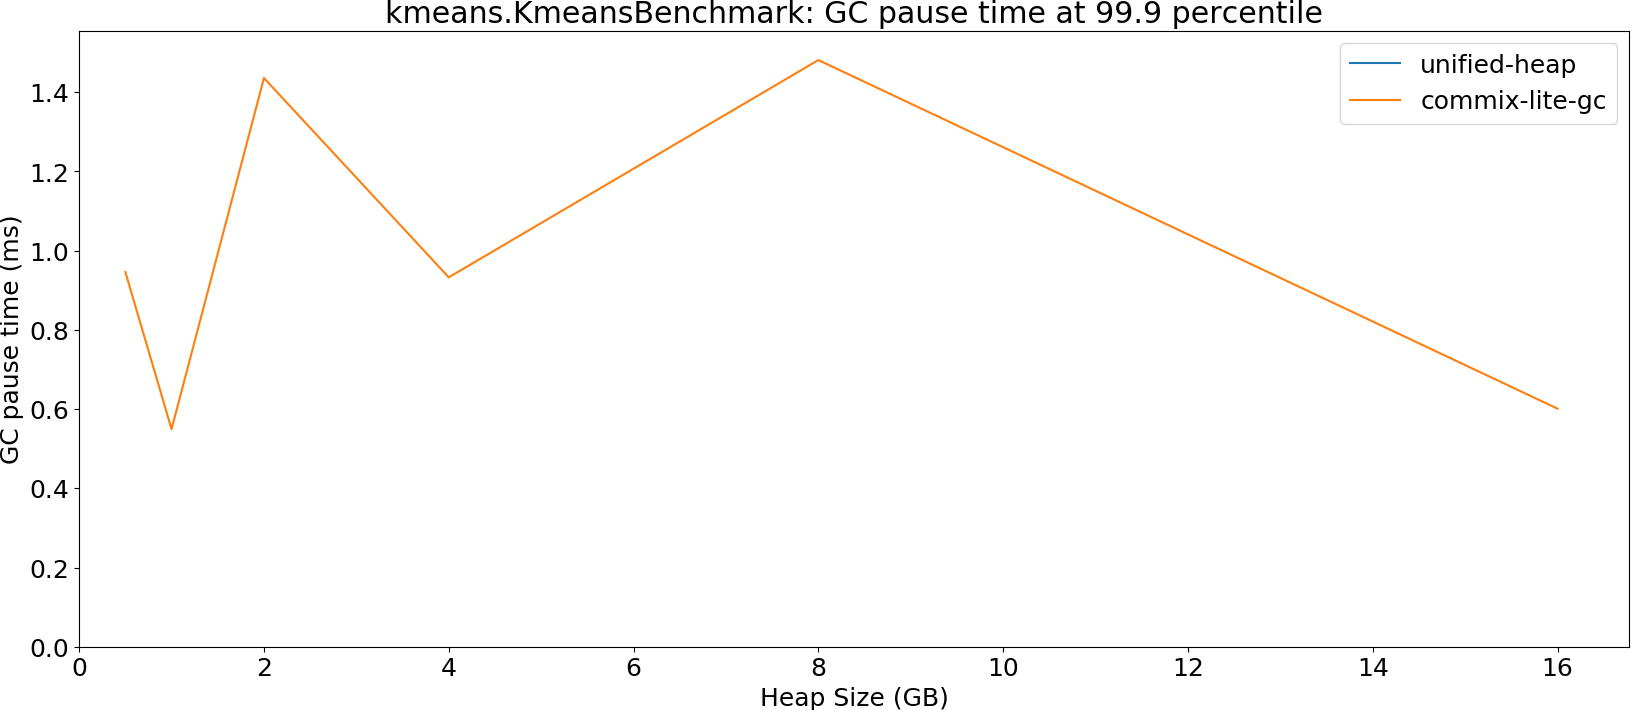 kmeans.KmeansBenchmark: GC pause time at 99.9 percentile
unified-heap
commix-lite-gc
GC pause time (ms)
1.4
1.2
1.0
0.8
0.6
0.4
0.2
0.0
0 2 4 6 8 10 12 14 16
Heap Size (GB)